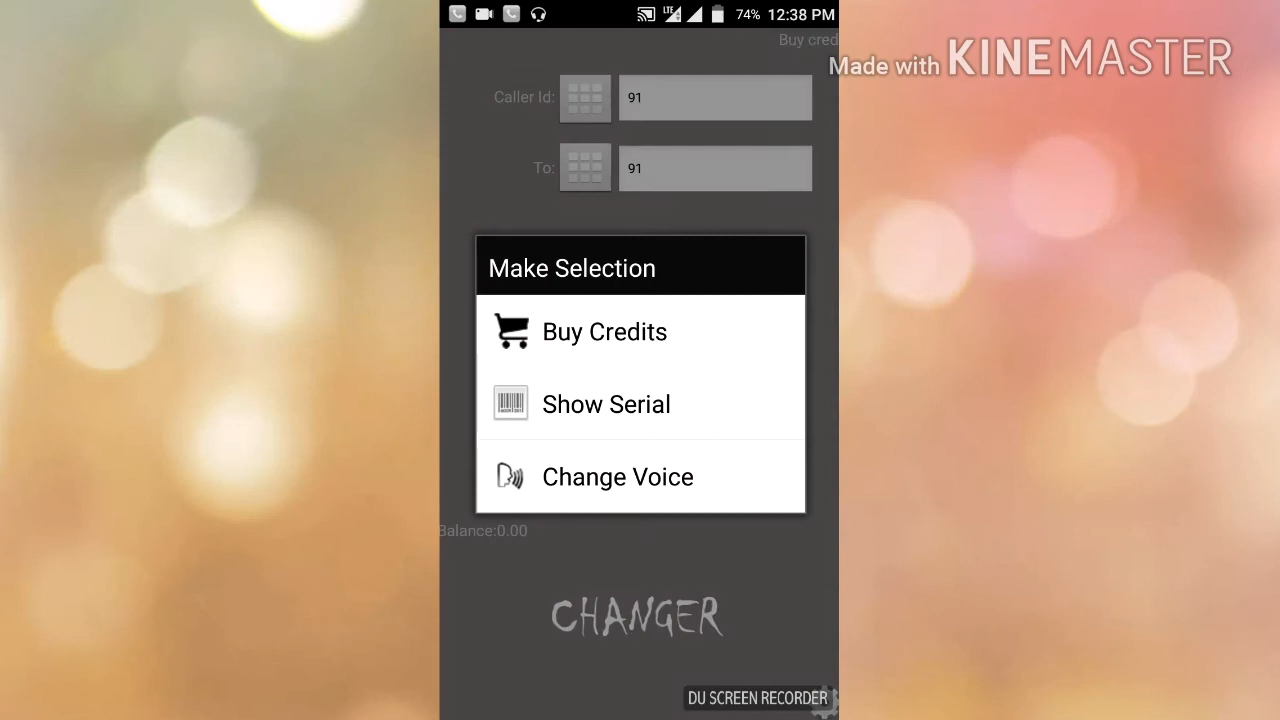 74% 12:38 PM
Buy cred
Made with KINEMASTER
Caller Id: 91
To: 91
Make Selection
Buy Credits
Show Serial
Change Voice
Balance:0.00
CHANGER
DU SCREEN RECORDER